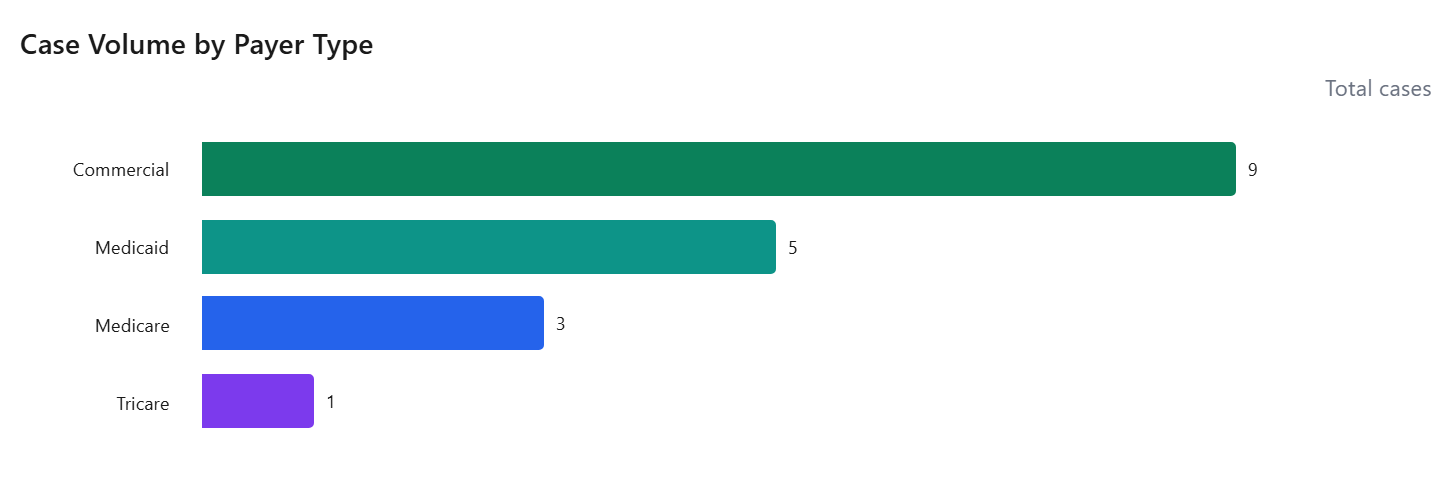 Case Volume by Payer Type
Total cases
Commercial 9
Medicaid 5
Medicare 3
Tricare 1